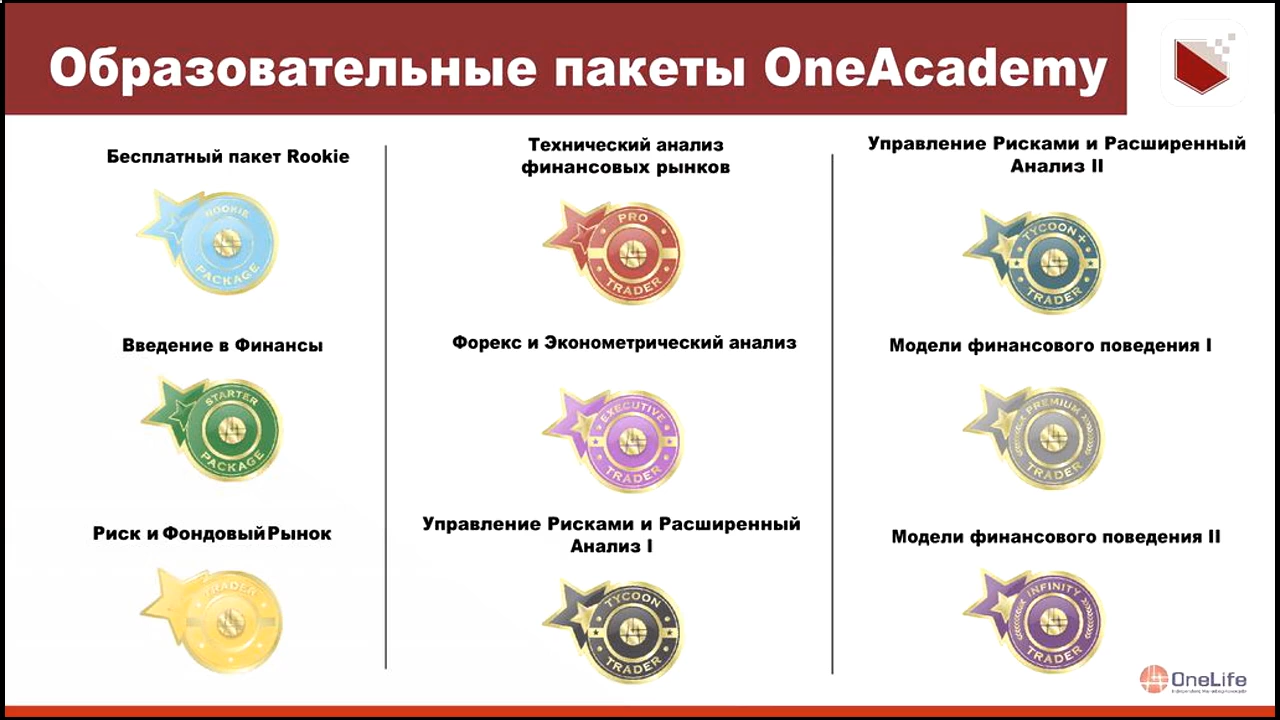 Образовательные пакеты OneAcademy
Бесплатный пакет Rookie
ROOKIE
PACKAGE
Введение в Финансы
STARTER
PACKAGE
Риск и Фондовый Рынок
TRADER
Технический анализ
финансовых рынков
PRO
TRADER
Форекс и Эконометрический анализ
EXECUTIVE
TRADER
Управление Рисками и Расширенный
Анализ I
TYCOON
TRADER
Управление Рисками и Расширенный
Анализ II
TYCOON +
TRADER
Модели финансового поведения I
PREMIUM
TRADER
Модели финансового поведения II
INFINITY
TRADER
OneLife